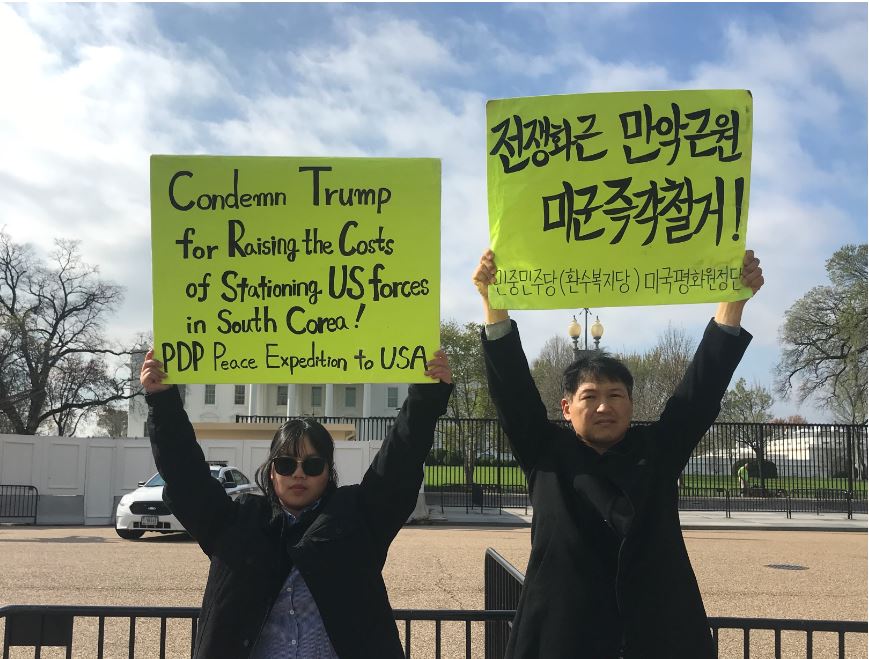 Condemn Trump
for Raising the Costs
of Stationing US forces
in South Corea!
PDP Peace Expedition to USA
전쟁화근 만악근원
미군즉각철거!
민중민주당(환수복지당) 미국평화원정단